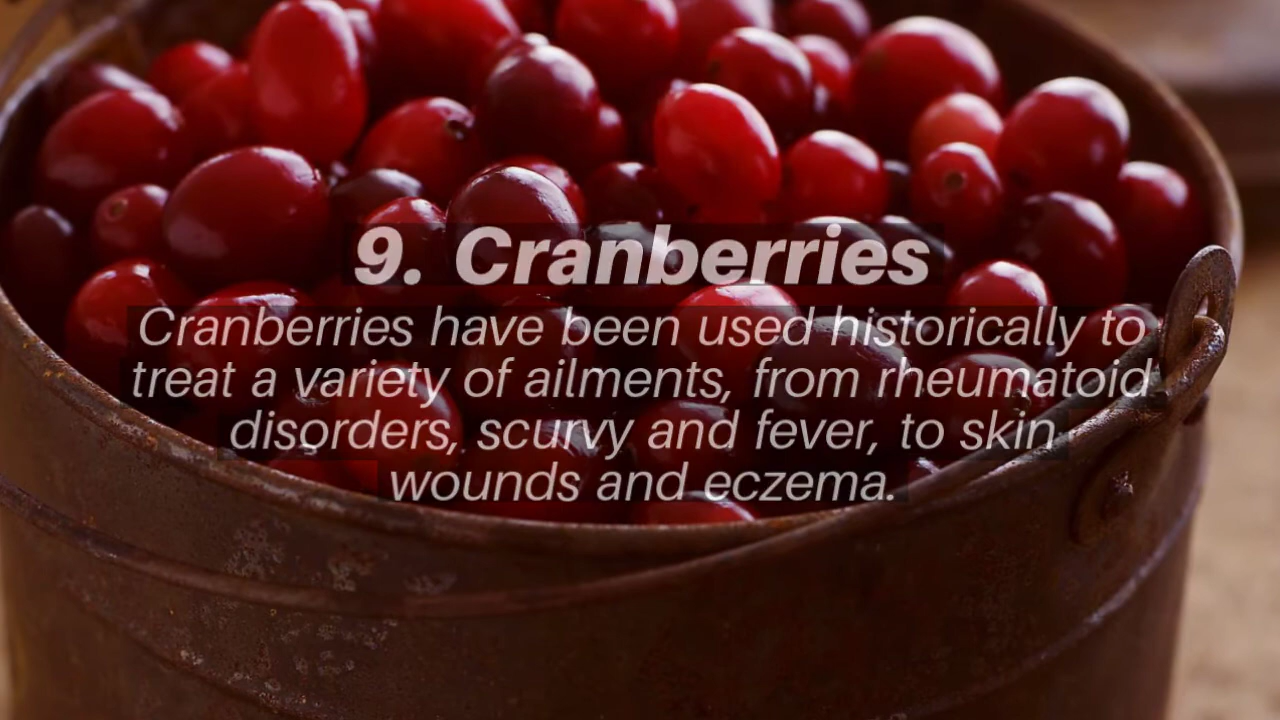 9. Cranberries
Cranberries have been used historically to
treat a variety of ailments, from rheumatoid
disorders, scurvy and fever, to skin
wounds and eczema.